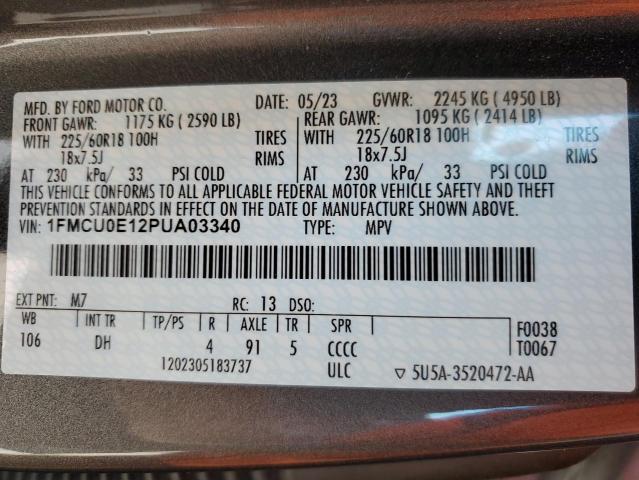 MFD. BY FORD MOTOR CO. DATE: 05/23 GVWR: 2245 KG ( 4950 LB)
FRONT GAWR: 1175 KG ( 2590 LB) REAR GAWR: 1095 KG ( 2414 LB)
WITH 225/60R18 100H TIRES WITH 225/60R18 100H TIRES
18x7.5J RIMS 18x7.5J RIMS
AT 230 kPa/ 33 PSI COLD AT 230 kPa/ 33 PSI COLD
THIS VEHICLE CONFORMS TO ALL APPLICABLE FEDERAL MOTOR VEHICLE SAFETY AND THEFT
PREVENTION STANDARDS IN EFFECT ON THE DATE OF MANUFACTURE SHOWN ABOVE.
VIN: 1FMCU0E12PUA03340 TYPE: MPV
EXT PNT: M7 RC: 13 DSO:
WB INT TR TP/PS R AXLE TR SPR F0038
106 DH 4 91 5 CCCC T0067
1202305183737 ULC ▽ 5U5A-3520472-AA